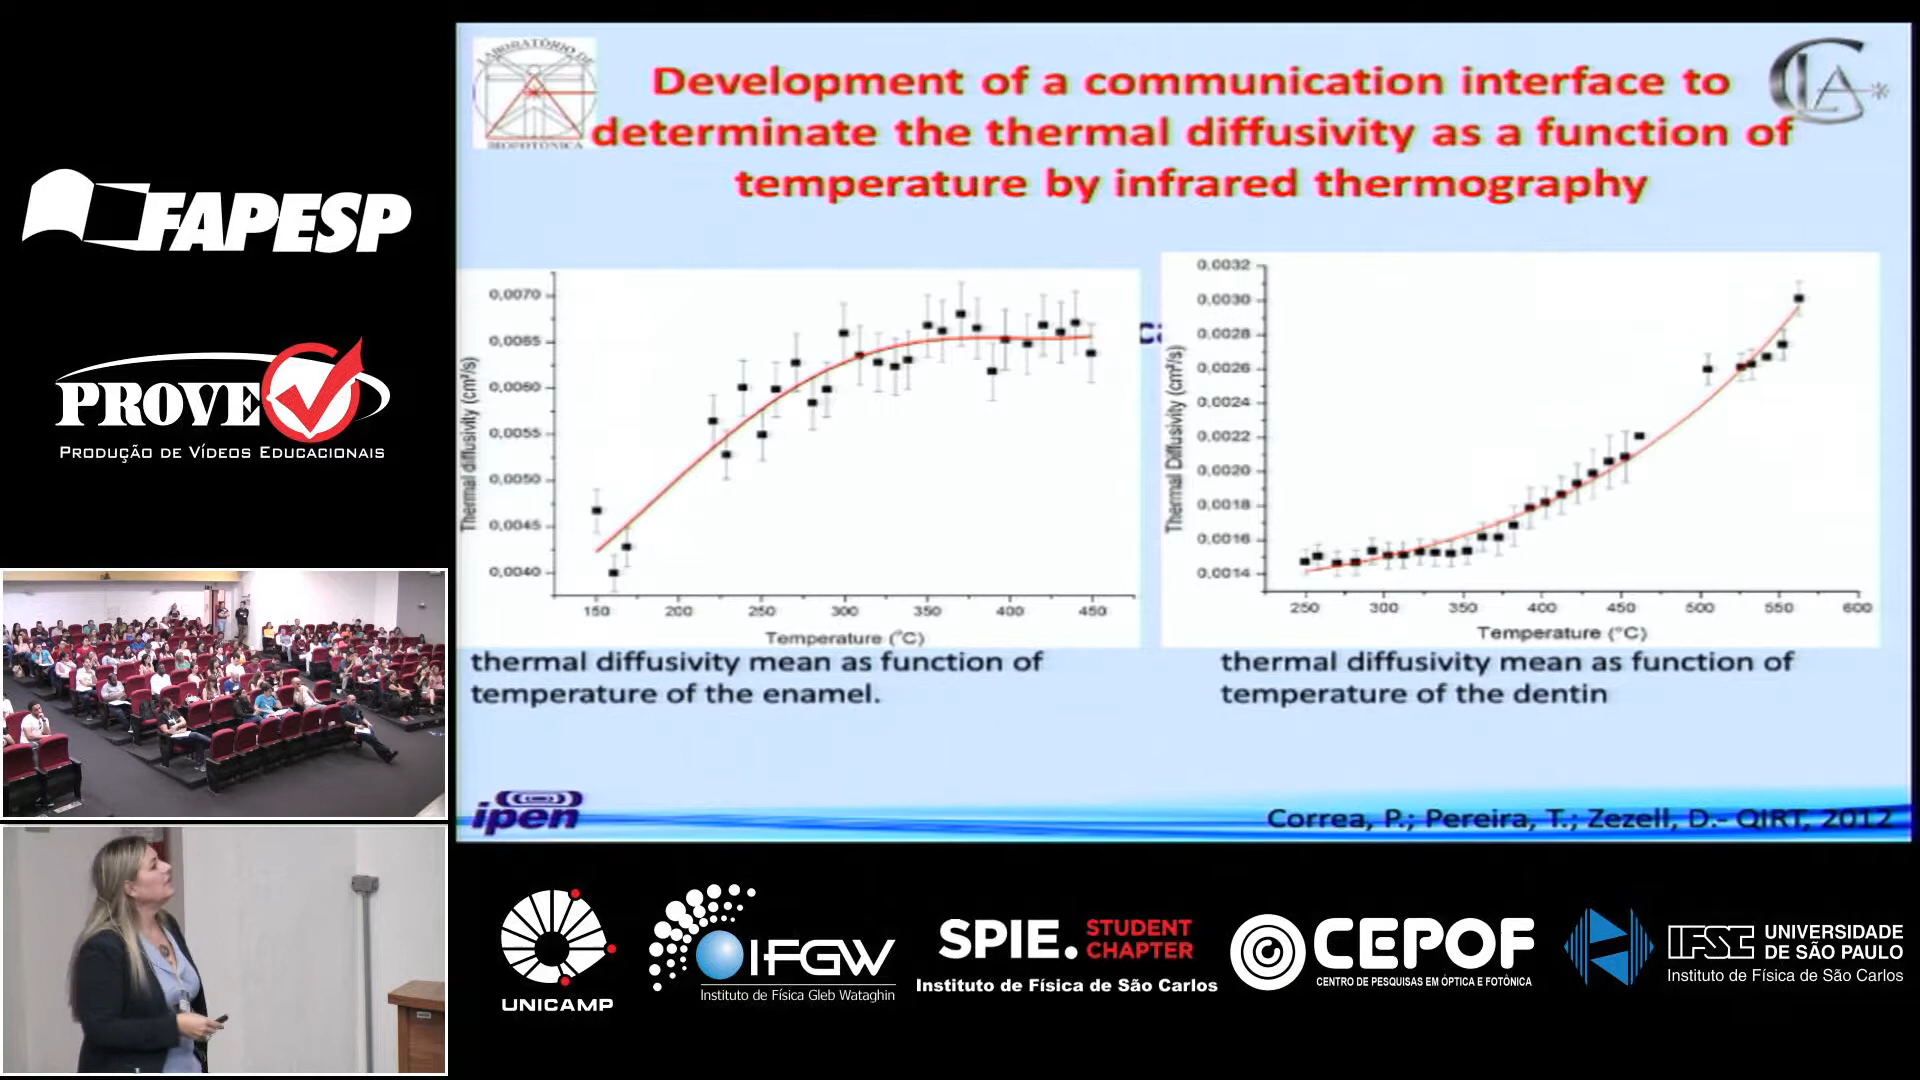 FAPESP
PROVE
PRODUÇÃO DE VÍDEOS EDUCACIONAIS
LABORATÓRIO DE
BIOFOTÔNICA
CLA
Development of a communication interface to
determinate the thermal diffusivity as a function of
temperature by infrared thermography
0,0070
0,0065
0,0060
0,0055
0,0050
0,0045
0,0040
Thermal diffusivity (cm²/s)
150 200 250 300 350 400 450
Temperature (°C)
thermal diffusivity mean as function of
temperature of the enamel.
0,0032
0,0030
0,0028
0,0026
0,0024
0,0022
0,0020
0,0018
0,0016
0,0014
Thermal Diffusivity (cm²/s)
250 300 350 400 450 500 550 600
Temperature (°C)
thermal diffusivity mean as function of
temperature of the dentin
ipen
Correa, P.; Pereira, T.; Zezell, D.- QIRT, 2012
UNICAMP
IFGW
Instituto de Física Gleb Wataghin
SPIE. STUDENT
CHAPTER
Instituto de Física de São Carlos
CEPOF
CENTRO DE PESQUISAS EM ÓPTICA E FOTÔNICA
IFSC UNIVERSIDADE
DE SÃO PAULO
Instituto de Física de São Carlos